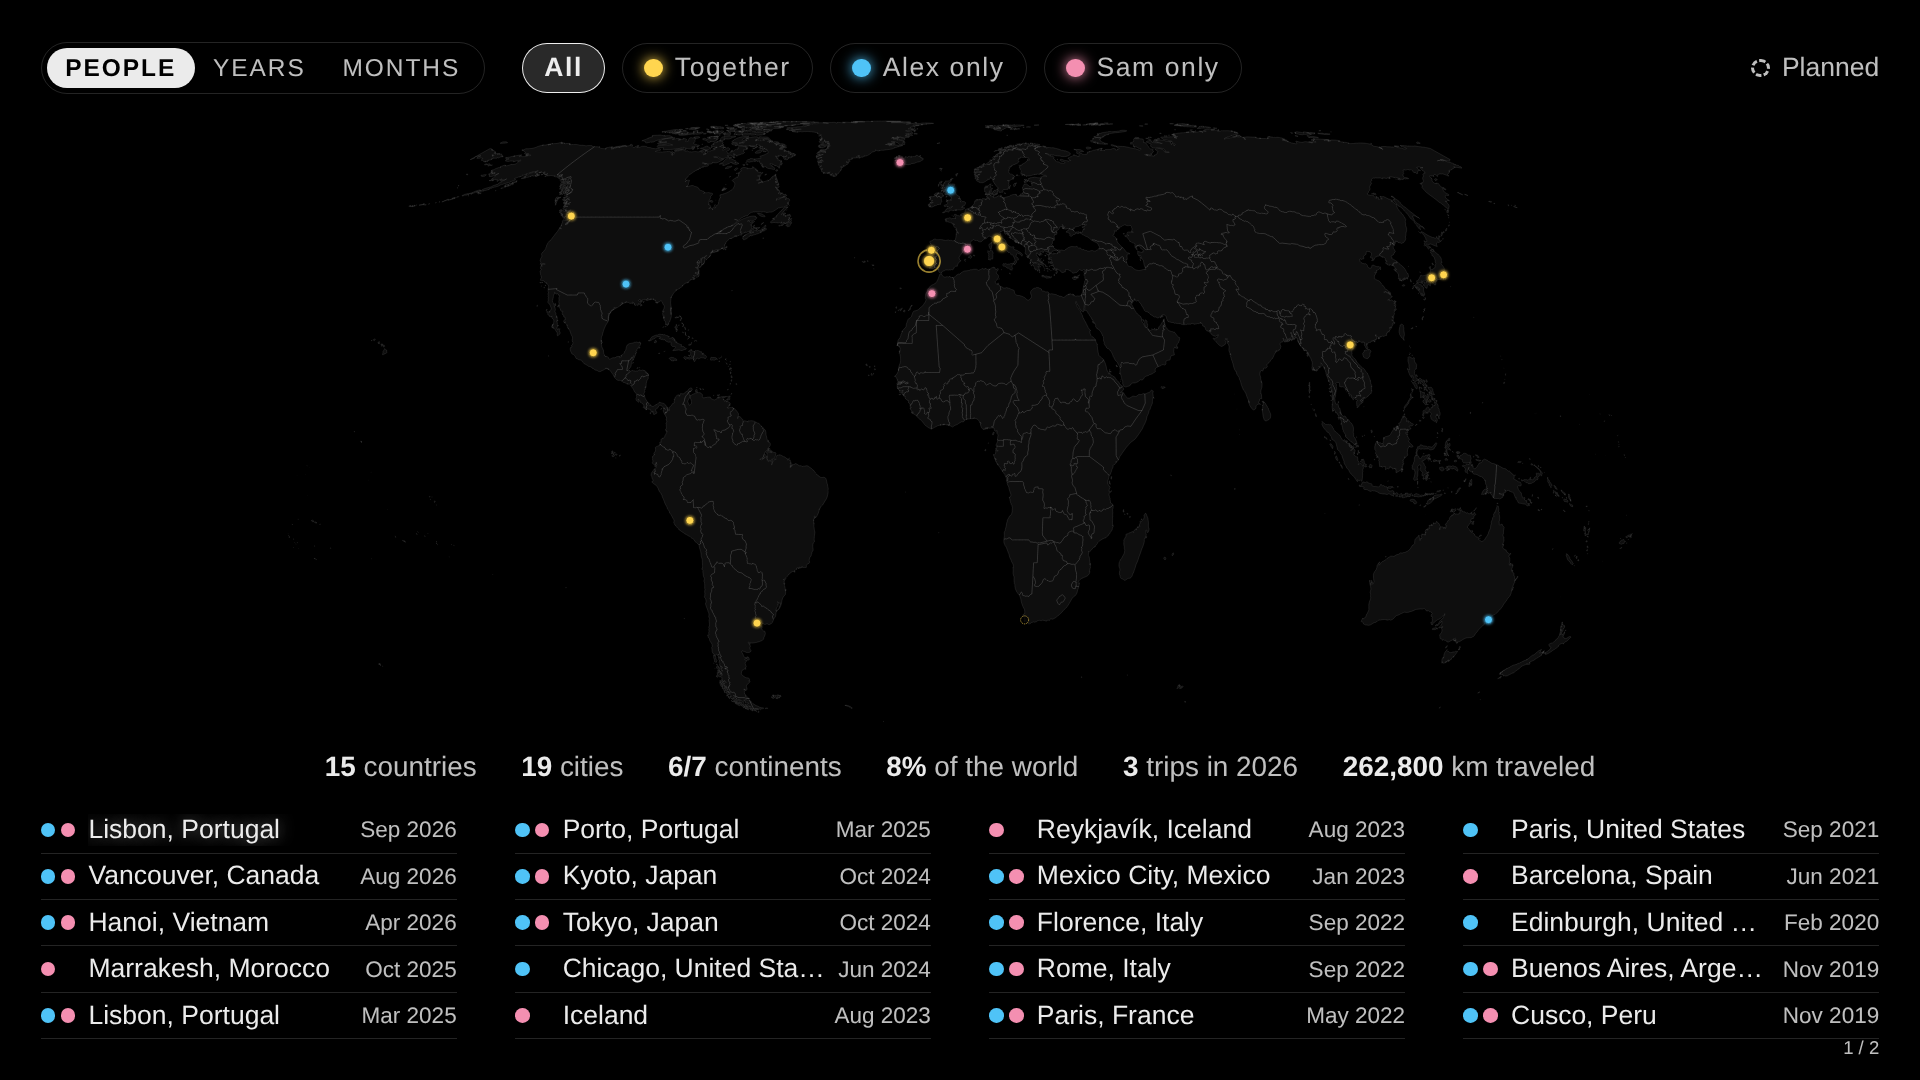 PEOPLE YEARS MONTHS All Together Alex only Sam only Planned
15 countries 19 cities 6/7 continents 8% of the world 3 trips in 2026 262,800 km traveled
Lisbon, Portugal Sep 2026
Vancouver, Canada Aug 2026
Hanoi, Vietnam Apr 2026
Marrakesh, Morocco Oct 2025
Lisbon, Portugal Mar 2025
Porto, Portugal Mar 2025
Kyoto, Japan Oct 2024
Tokyo, Japan Oct 2024
Chicago, United Sta… Jun 2024
Iceland Aug 2023
Reykjavík, Iceland Aug 2023
Mexico City, Mexico Jan 2023
Florence, Italy Sep 2022
Rome, Italy Sep 2022
Paris, France May 2022
Paris, United States Sep 2021
Barcelona, Spain Jun 2021
Edinburgh, United … Feb 2020
Buenos Aires, Arge… Nov 2019
Cusco, Peru Nov 2019
1 / 2